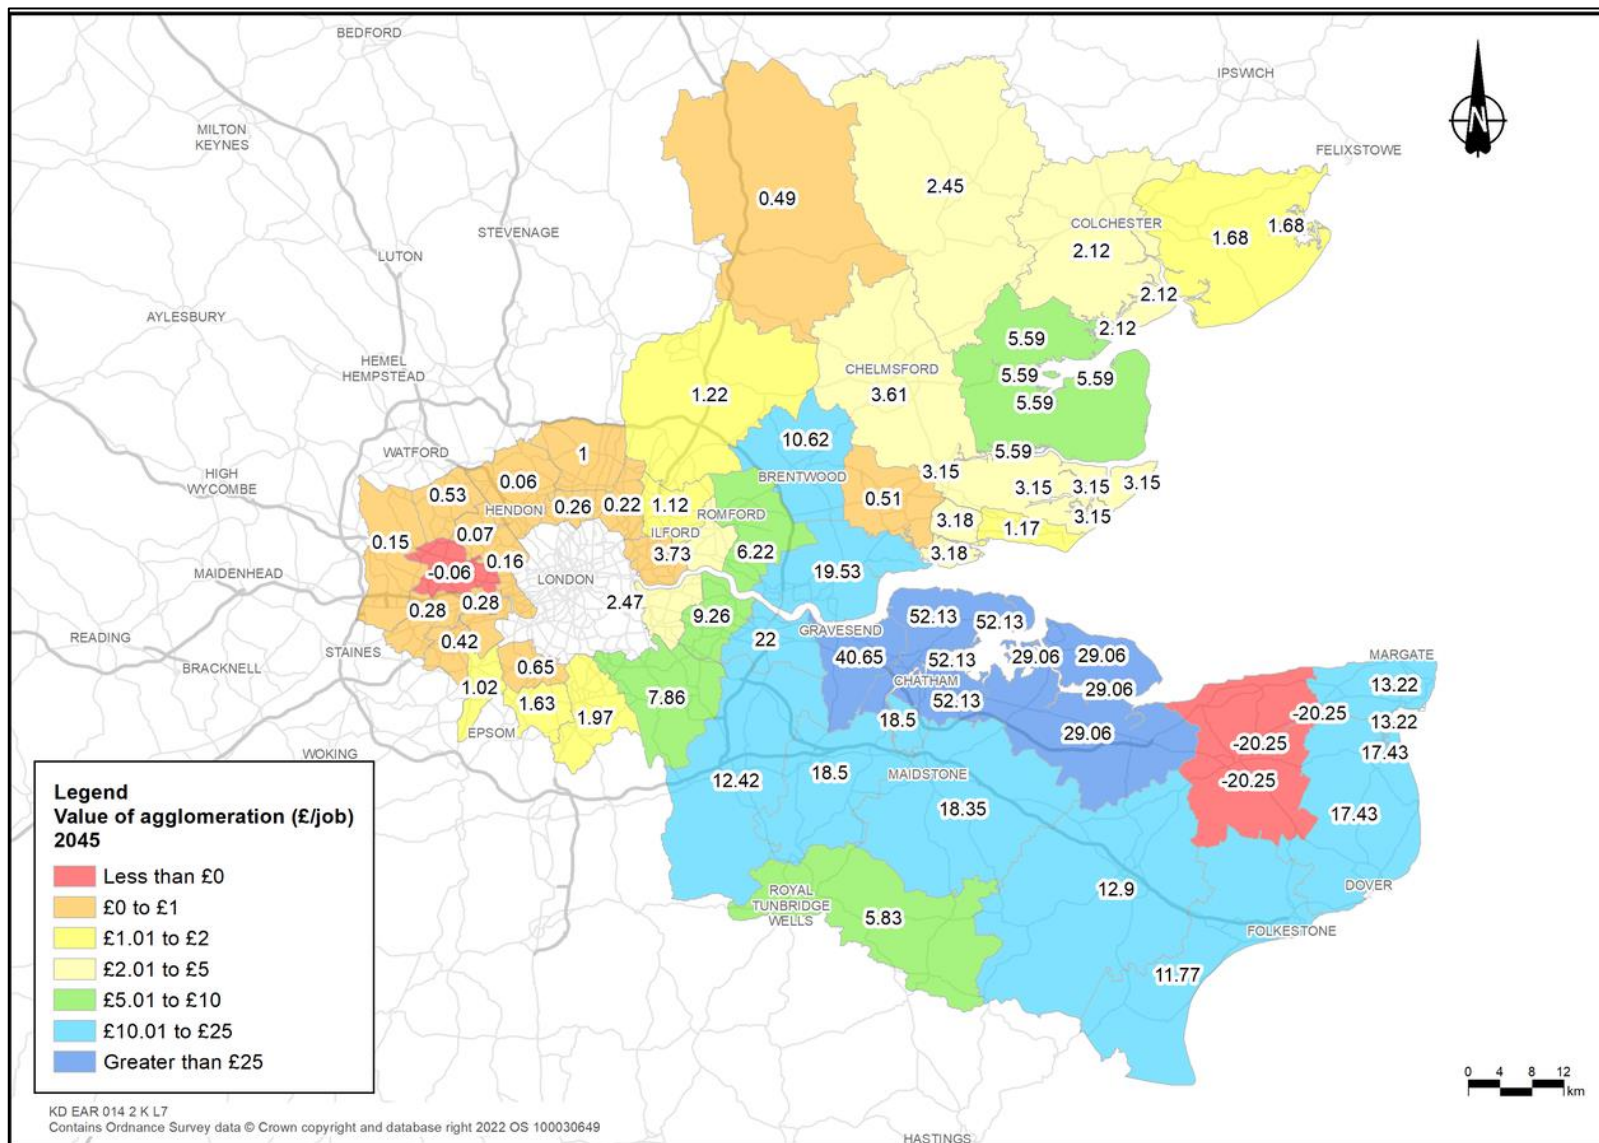 BEDFORD
IPSWICH
N
MILTON
KEYNES
FELIXSTOWE
0.49
2.45
STEVENAGE
COLCHESTER
1.68
1.68
2.12
LUTON
2.12
AYLESBURY
2.12
5.59
HEMEL
HEMPSTEAD
CHELMSFORD
5.59
5.59
1.22
3.61
5.59
10.62
WATFORD
1
5.59
HIGH
WYCOMBE
0.06
BRENTWOOD
3.15
0.53
3.15
3.15
3.15
0.51
HENDON
0.26
0.22
1.12
ROMFORD
3.15
3.18
1.17
0.07
ILFORD
0.15
0.16
3.73
6.22
3.18
MAIDENHEAD
-0.06
LONDON
19.53
0.28
0.28
2.47
9.26
52.13
52.13
READING
STAINES
0.42
22
GRAVESEND
BRACKNELL
0.65
40.65
52.13
29.06
29.06
MARGATE
CHATHAM
1.02
1.63
7.86
52.13
29.06
13.22
1.97
18.5
-20.25
13.22
EPSOM
29.06
-20.25
WOKING
17.43
12.42
18.5
MAIDSTONE
-20.25
18.35
17.43
Legend
Value of agglomeration (£/job)
2045
Less than £0
£0 to £1
£1.01 to £2
£2.01 to £5
£5.01 to £10
£10.01 to £25
Greater than £25
ROYAL
TUNBRIDGE
WELLS
12.9
DOVER
5.83
FOLKESTONE
11.77
0 4 8 12
km
KD EAR 014 2 K L7
Contains Ordnance Survey data © Crown copyright and database right 2022 OS 100030649
HASTINGS